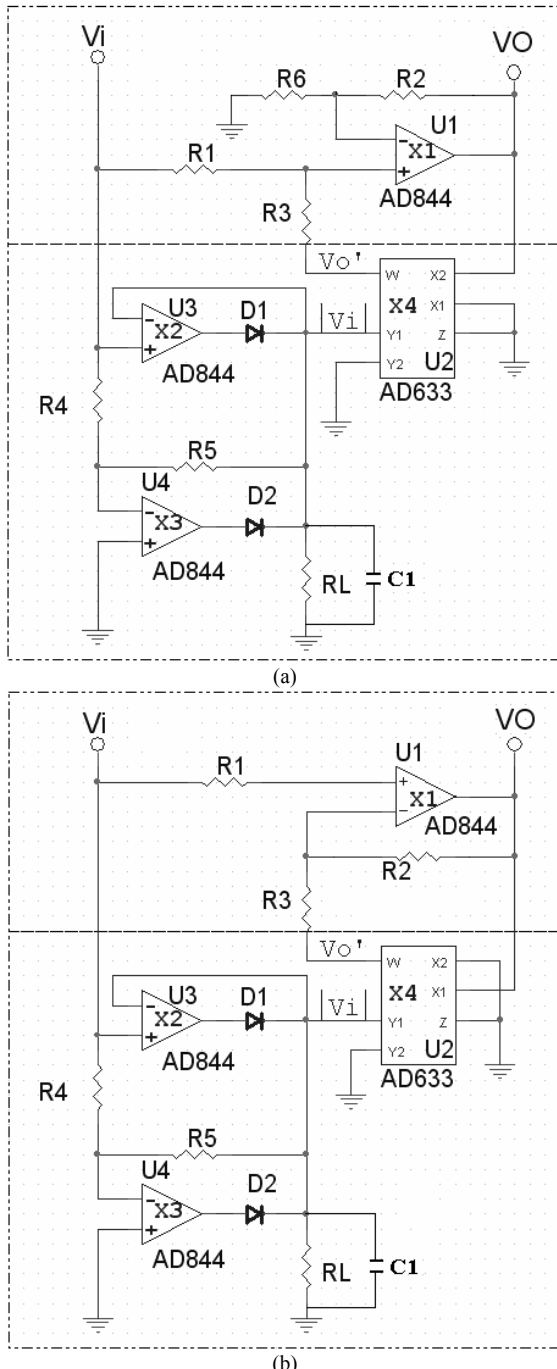 Vi
VO
R6
R2
U1
X1
R1
AD844
R3
Vo'
W
X2
X4
X1
U3
D1
|Vi|
Y1
Z
X2
Y2
U2
AD844
AD633
R4
R5
U4
D2
X3
AD844
RL
C1
(a)
Vi
VO
R1
U1
X1
AD844
R2
R3
Vo'
W
X2
X4
X1
U3
D1
|Vi|
Y1
Z
X2
Y2
U2
AD844
AD633
R4
R5
U4
D2
X3
AD844
RL
C1
(b)